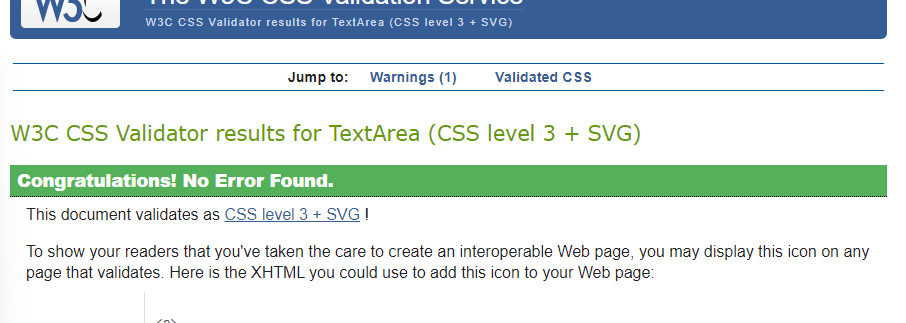 W3C
The W3C CSS Validation Service
W3C CSS Validator results for TextArea (CSS level 3 + SVG)
Jump to: Warnings (1) Validated CSS
W3C CSS Validator results for TextArea (CSS level 3 + SVG)
Congratulations! No Error Found.
This document validates as CSS level 3 + SVG !
To show your readers that you've taken the care to create an interoperable Web page, you may display this icon on any
page that validates. Here is the XHTML you could use to add this icon to your Web page:
<p>